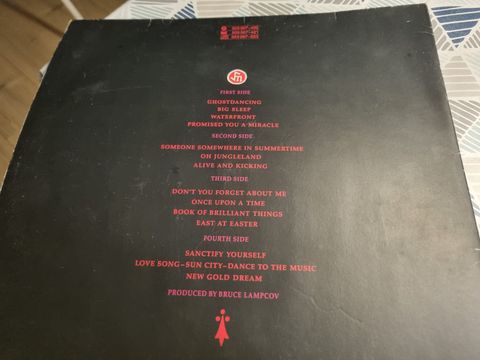 FIRST SIDE
GHOSTDANCING
BIG SLEEP
WATERFRONT
PROMISED YOU A MIRACLE
SECOND SIDE
SOMEONE SOMEWHERE IN SUMMERTIME
OH JUNGLELAND
ALIVE AND KICKING
THIRD SIDE
DON'T YOU FORGET ABOUT ME
ONCE UPON A TIME
BOOK OF BRILLIANT THINGS
EAST AT EASTER
FOURTH SIDE
SANCTIFY YOURSELF
LOVE SONG–SUN CITY–DANCE TO THE MUSIC
NEW GOLD DREAM
PRODUCED BY BRUCE LAMPCOV